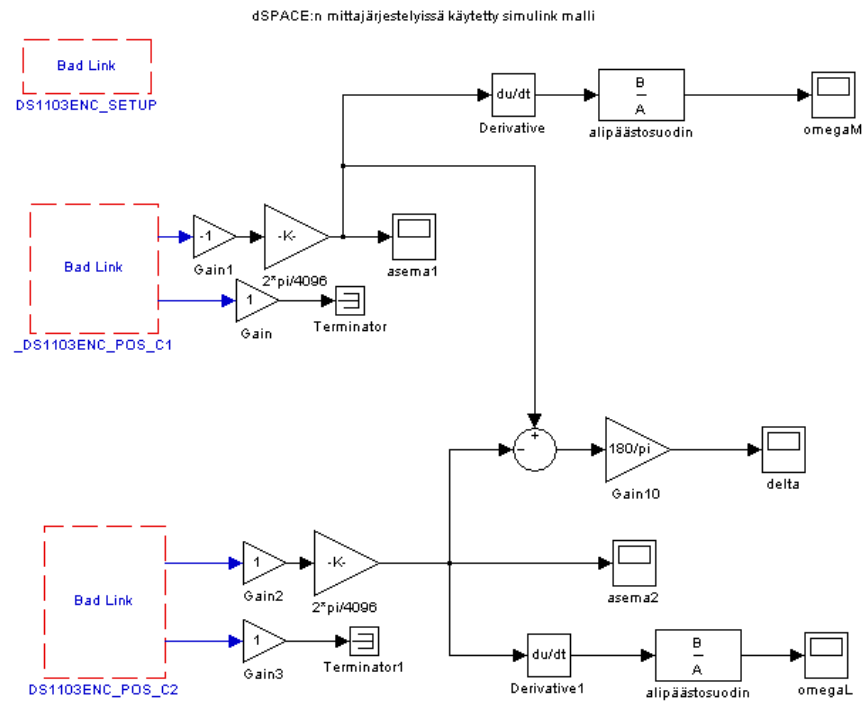 dSPACE:n mittajärjestelyissä käytetty simulink malli
Bad Link
DS1103ENC_SETUP
du/dt
Derivative
B
A
alipäästosuodin
omegaM
Bad Link
_DS1103ENC_POS_C1
-1
Gain1
-K-
2*pi/4096
asema1
1
Gain
Terminator
+
-
180/pi
Gain10
delta
Bad Link
DS1103ENC_POS_C2
1
Gain2
-K-
2*pi/4096
asema2
1
Gain3
Terminator1
du/dt
Derivative1
B
A
alipäästosuodin
omegaL